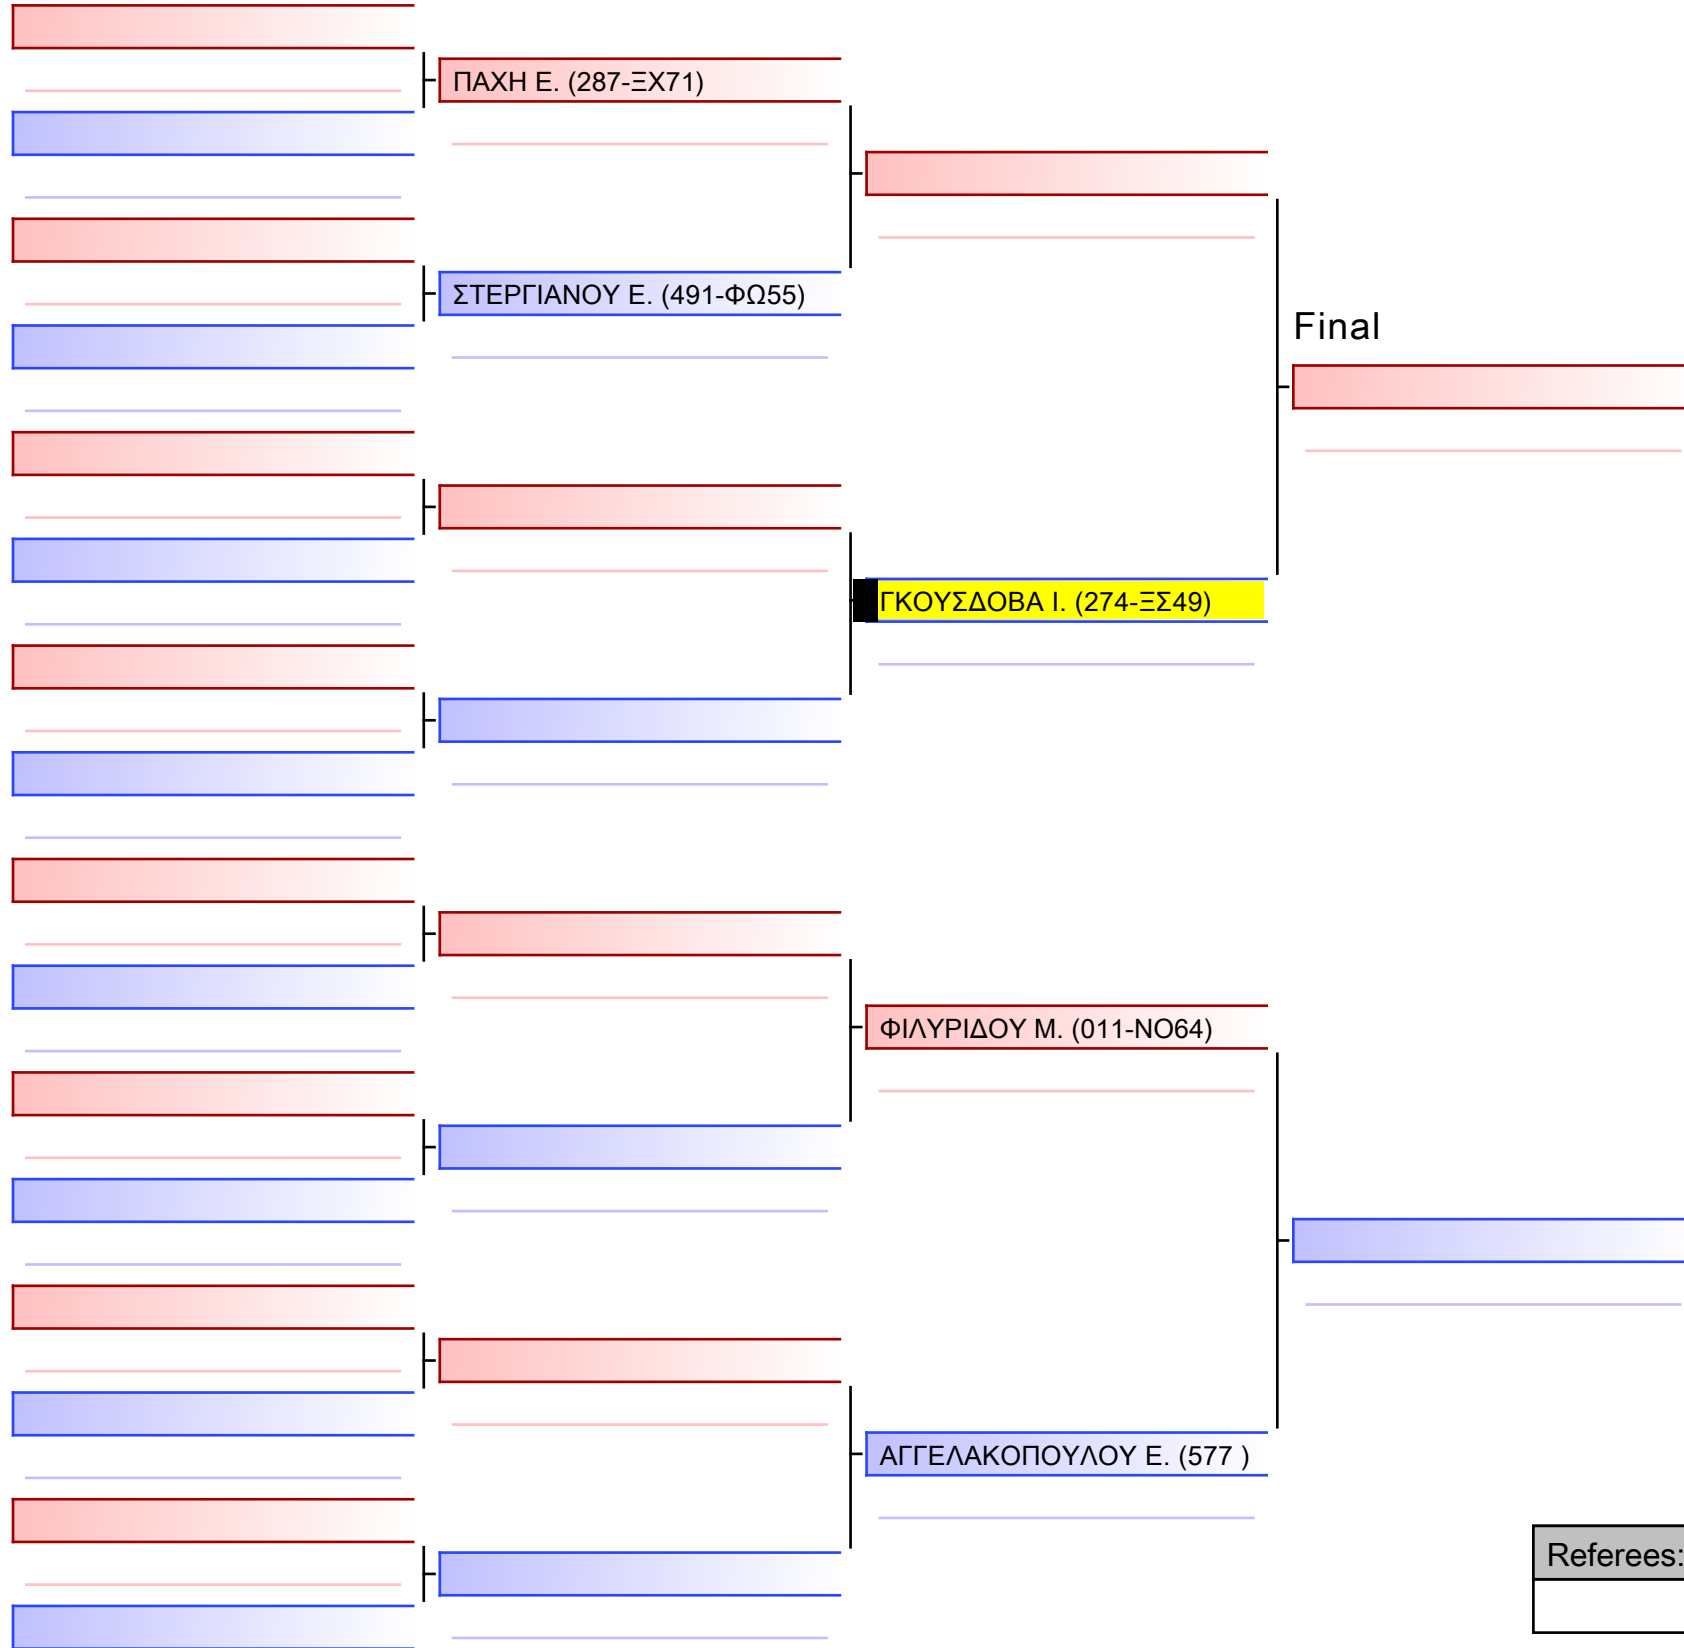 ΠΑΧΗ Ε. (287-ΞΧ71)
ΣΤΕΡΓΙΑΝΟΥ Ε. (491-ΦΩ55)
Final
ΓΚΟΥΣΔΟΒΑ Ι. (274-ΞΣ49)
ΦΙΛΥΡΙΔΟΥ Μ. (011-ΝΟ64)
ΑΓΓΕΛΑΚΟΠΟΥΛΟΥ Ε. (577 )
Referees: